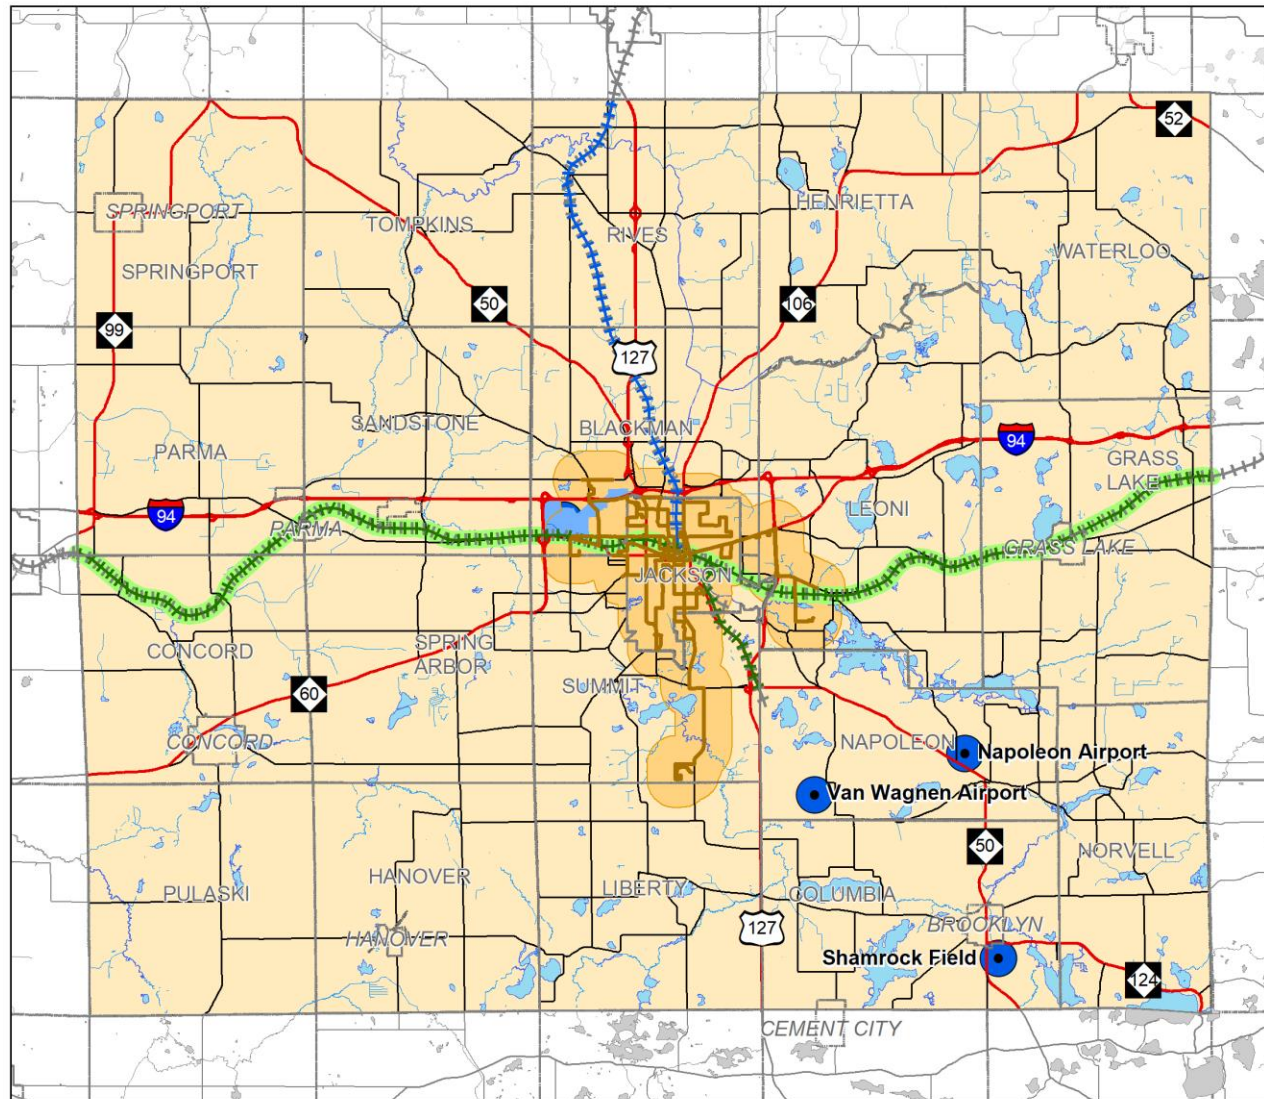 52
HENRIETTA
SPRINGPORT
TOMPKINS
RIVES
WATERLOO
SPRINGPORT
50
106
99
127
SANDSTONE
BLACKMAN
94
PARMA
GRASS
LAKE
LEONI
94
PARMA
GRASS LAKE
JACKSON
CONCORD
SPRING
ARBOR
SUMMIT
60
CONCORD
NAPOLEON
Napoleon Airport
Van Wagnen Airport
50
NORVELL
HANOVER
PULASKI
LIBERTY
COLUMBIA
127
BROOKLYN
HANOVER
Shamrock Field
124
CEMENT CITY